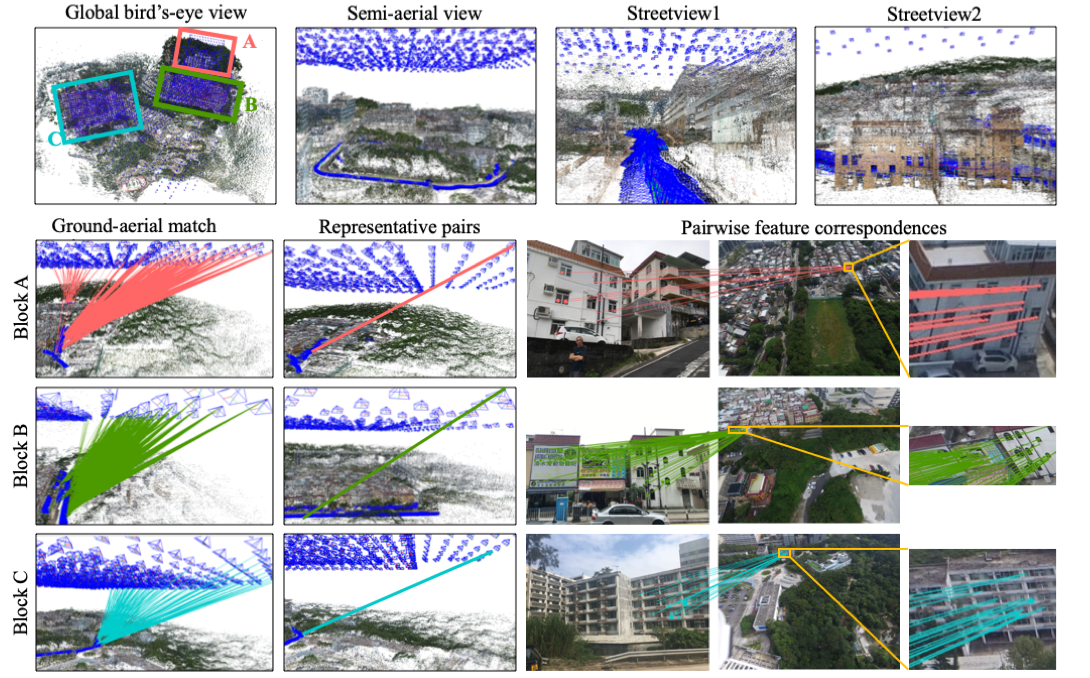 Global bird's-eye view
Semi-aerial view
Streetview1
Streetview2
A
B
C
Ground-aerial match
Representative pairs
Pairwise feature correspondences
Block A
Block B
Block C